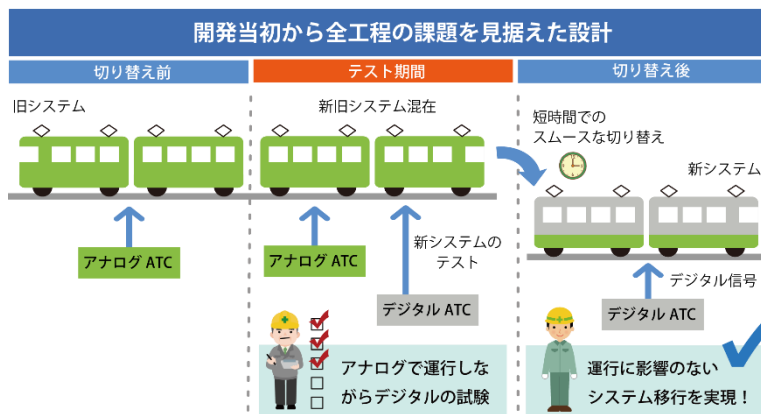 開発当初から全工程の課題を見据えた設計
切り替え前
テスト期間
切り替え後
旧システム
新旧システム混在
短時間での
スムースな切り替え
新システム
アナログ ATC
アナログ ATC
新システムの
テスト
デジタル ATC
デジタル信号
デジタル ATC
アナログで運行しな
がらデジタルの試験
運行に影響のない
システム移行を実現！